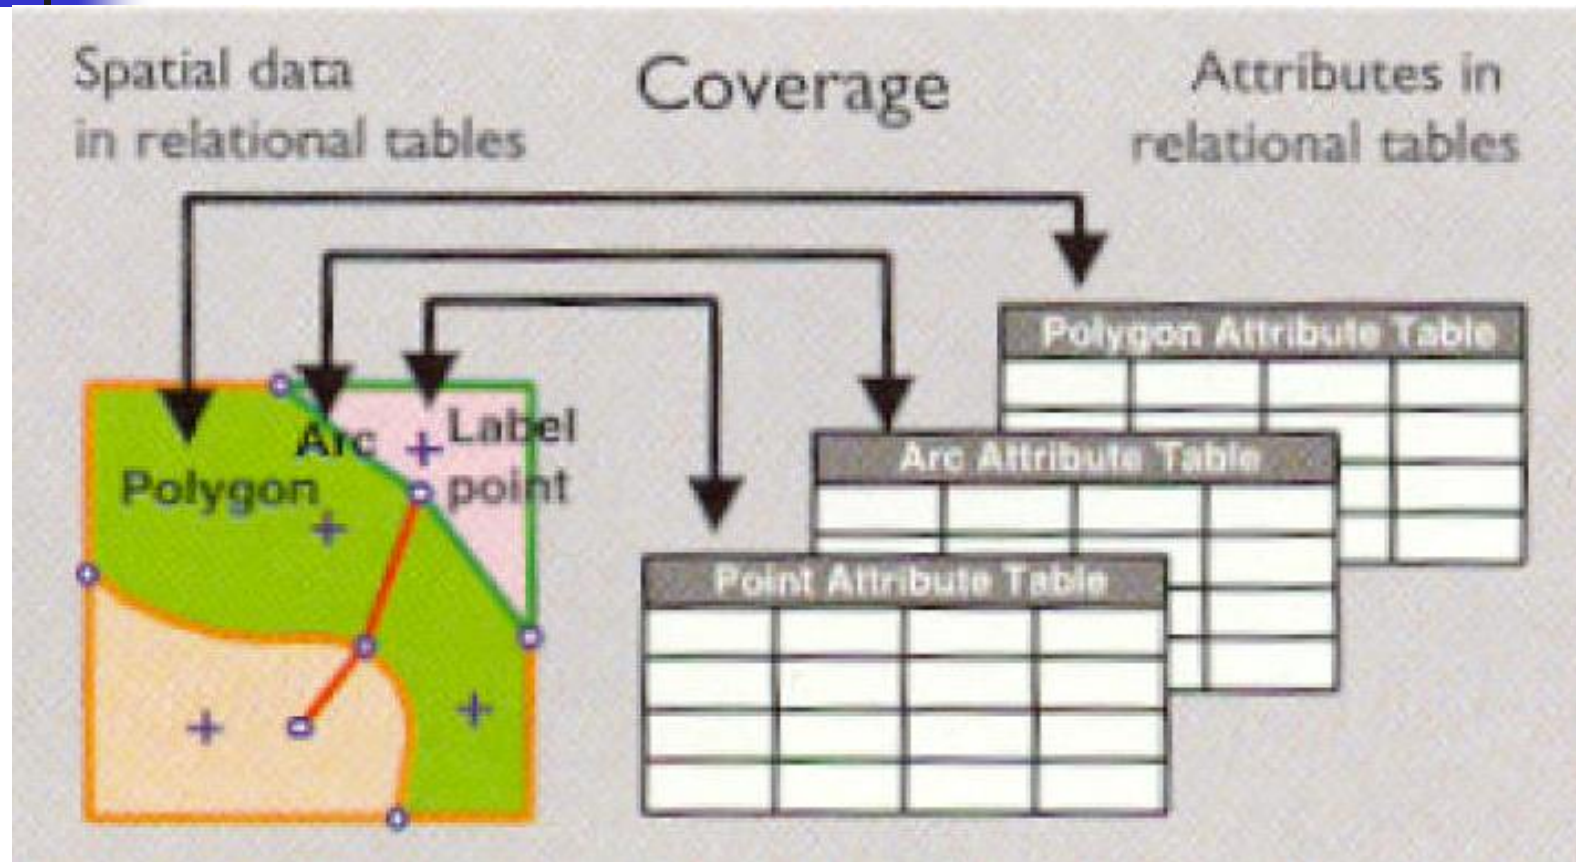 Spatial data
in relational tables
Coverage
Attributes in
relational tables
Polygon Attribute Table
Arc
Label
point
Polygon
Arc Attribute Table
Point Attribute Table